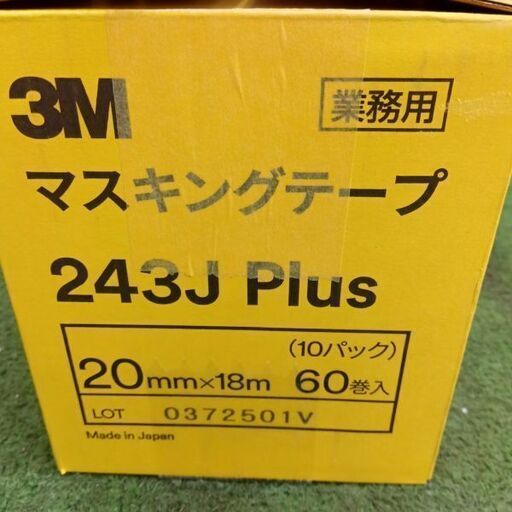 3M
業務用
マスキングテープ
243J Plus
(10パック)
20mm×18m 60巻入
LOT 0372501V
Made in Japan